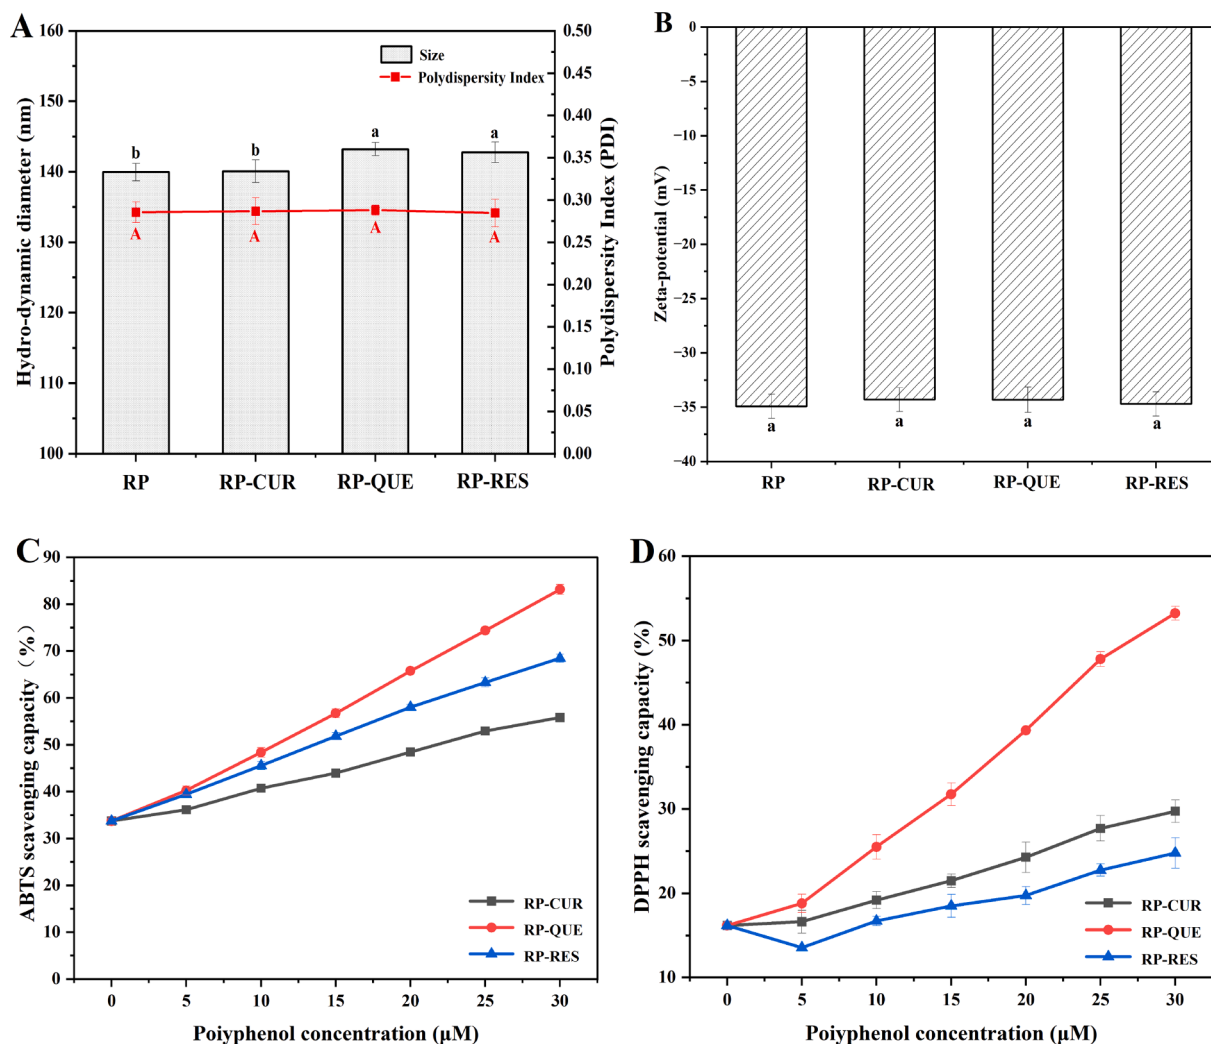 A
Hydro-dynamic diameter (nm)
160
150
140
130
120
110
100
Size
Polydispersity Index
b
b
a
a
A
A
A
A
RP
RP-CUR
RP-QUE
RP-RES
0.50
0.45
0.40
0.35
0.30
0.25
0.20
0.15
0.10
0.05
0.00
Polydispersity Index (PDI)
B
Zeta-potential (mV)
0
−5
−10
−15
−20
−25
−30
−35
−40
a
a
a
a
RP
RP-CUR
RP-QUE
RP-RES
C
ABTS scavenging capacity（%）
90
80
70
60
50
40
30
20
10
0
RP-CUR
RP-QUE
RP-RES
0 5 10 15 20 25 30
Poiyphenol concentration (μM)
D
DPPH scavenging capacity (%)
60
50
40
30
20
10
RP-CUR
RP-QUE
RP-RES
0 5 10 15 20 25 30
Poiyphenol concentration (μM)